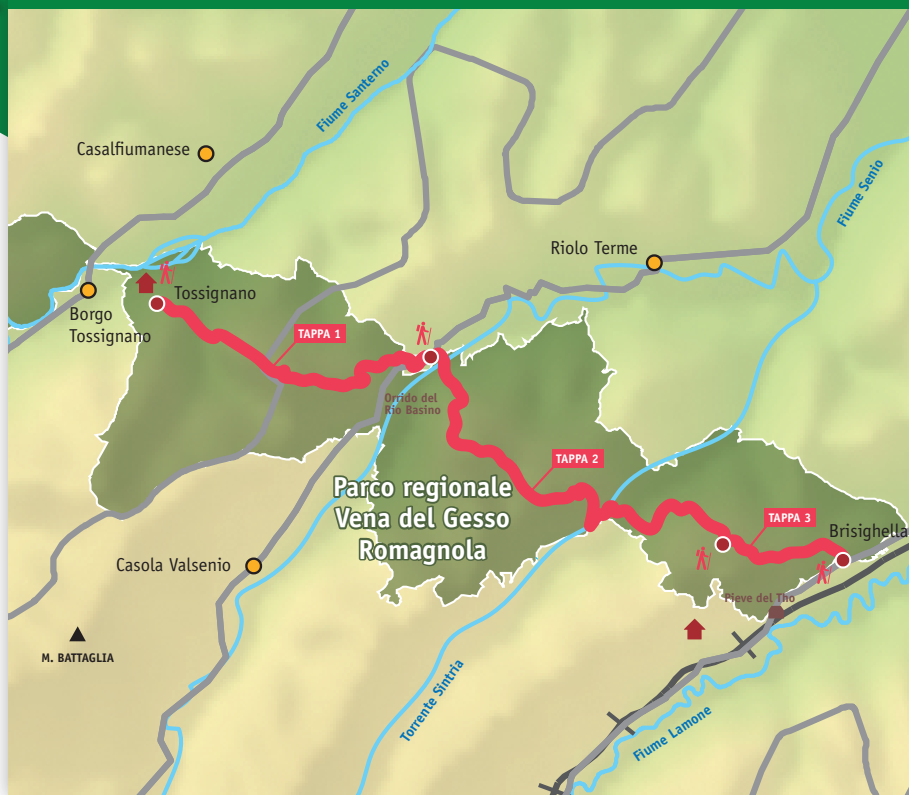 Fiume Santerno
Casalfiumanese
Fiume Senio
Riolo Terme
Tossignano
Borgo
Tossignano
TAPPA 1
Orrido del
Rio Basino
TAPPA 2
Parco regionale
Vena del Gesso
Romagnola
TAPPA 3
Brisighella
Casola Valsenio
Pieve del Tho
M. BATTAGLIA
Torrente Sintria
Fiume Lamone